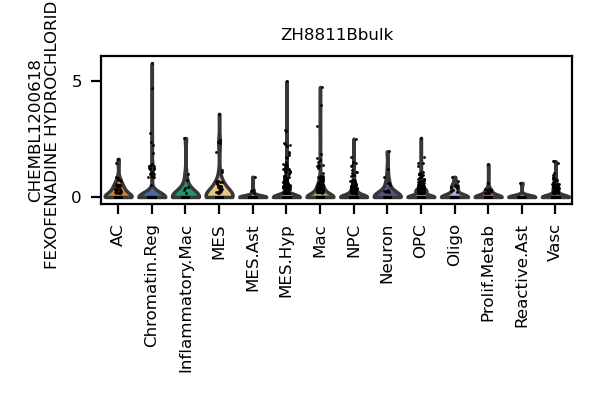 ZH8811Bbulk
CHEMBL1200618
FEXOFENADINE HYDROCHLORID
5
0
AC
Chromatin.Reg
Inflammatory.Mac
MES
MES.Ast
MES.Hyp
Mac
NPC
Neuron
OPC
Oligo
Prolif.Metab
Reactive.Ast
Vasc